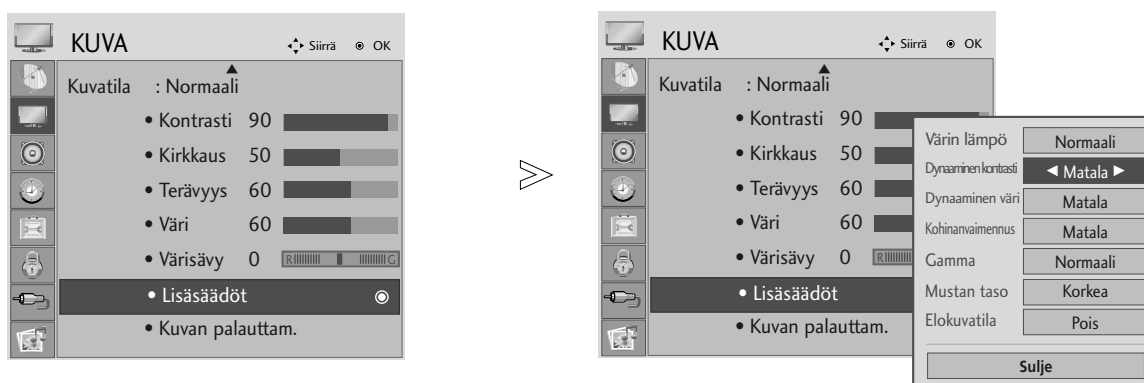 KUVA Siirrä OK
Kuvatila : Normaali
• Kontrasti 90
• Kirkkaus 50
• Terävyys 60
• Väri 60
• Värisävy 0 R G
• Lisäsäädöt
• Kuvan palauttam.
KUVA Siirrä OK
Kuvatila : Normaali
• Kontrasti 90
• Kirkkaus 50
• Terävyys 60
• Väri 60
• Värisävy 0 R
• Lisäsäädöt
• Kuvan palauttam.
Värin lämpö Normaali
Dynaaminen kontrasti ◄ Matala ►
Dynaaminen väri Matala
Kohinanvaimennus Matala
Gamma Normaali
Mustan taso Korkea
Elokuvatila Pois
Sulje